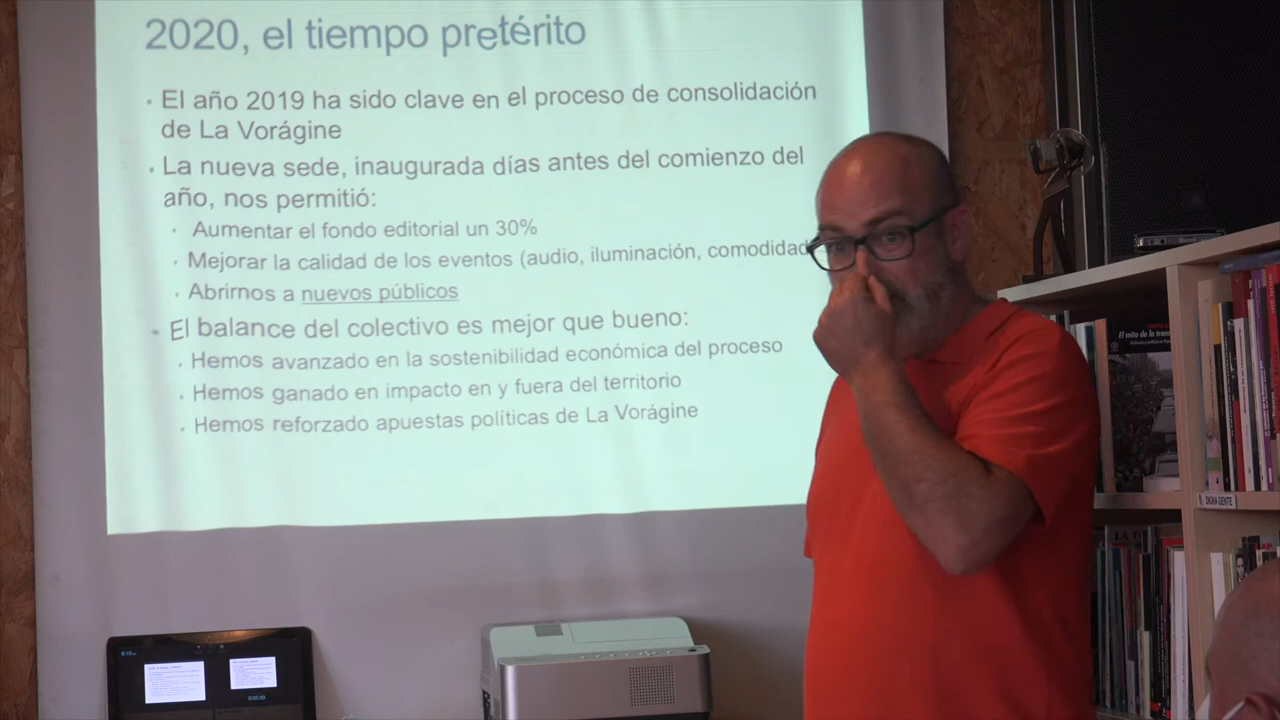 2020, el tiempo pretérito
El año 2019 ha sido clave en el proceso de consolidación
de La Vorágine
La nueva sede, inaugurada días antes del comienzo del
año, nos permitió:
Aumentar el fondo editorial un 30%
Mejorar la calidad de los eventos (audio, iluminación, comodidad
Abrirnos a nuevos públicos
El balance del colectivo es mejor que bueno:
Hemos avanzado en la sostenibilidad económica del proceso
Hemos ganado en impacto en y fuera del territorio
Hemos reforzado apuestas políticas de La Vorágine
El mito de la
DIGNA GENTE